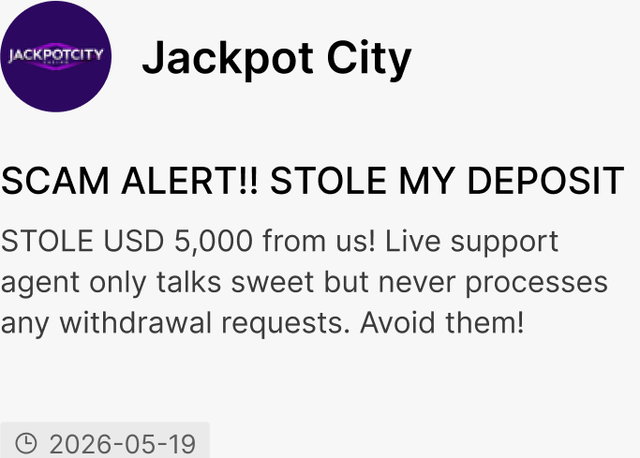 JACKPOTCITY
Jackpot City
SCAM ALERT!! STOLE MY DEPOSIT
STOLE USD 5,000 from us! Live support
agent only talks sweet but never processes
any withdrawal requests. Avoid them!
2026-05-19